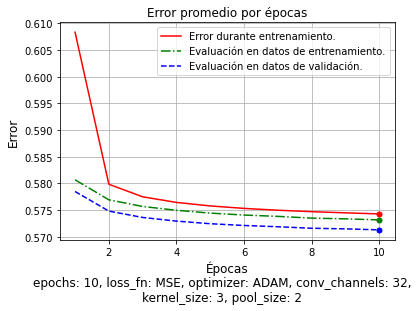 Error promedio por épocas
Error durante entrenamiento.
Evaluación en datos de entrenamiento.
Evaluación en datos de validación.
Error
0.610
0.605
0.600
0.595
0.590
0.585
0.580
0.575
0.570
2 4 6 8 10
Épocas
epochs: 10, loss_fn: MSE, optimizer: ADAM, conv_channels: 32,
kernel_size: 3, pool_size: 2